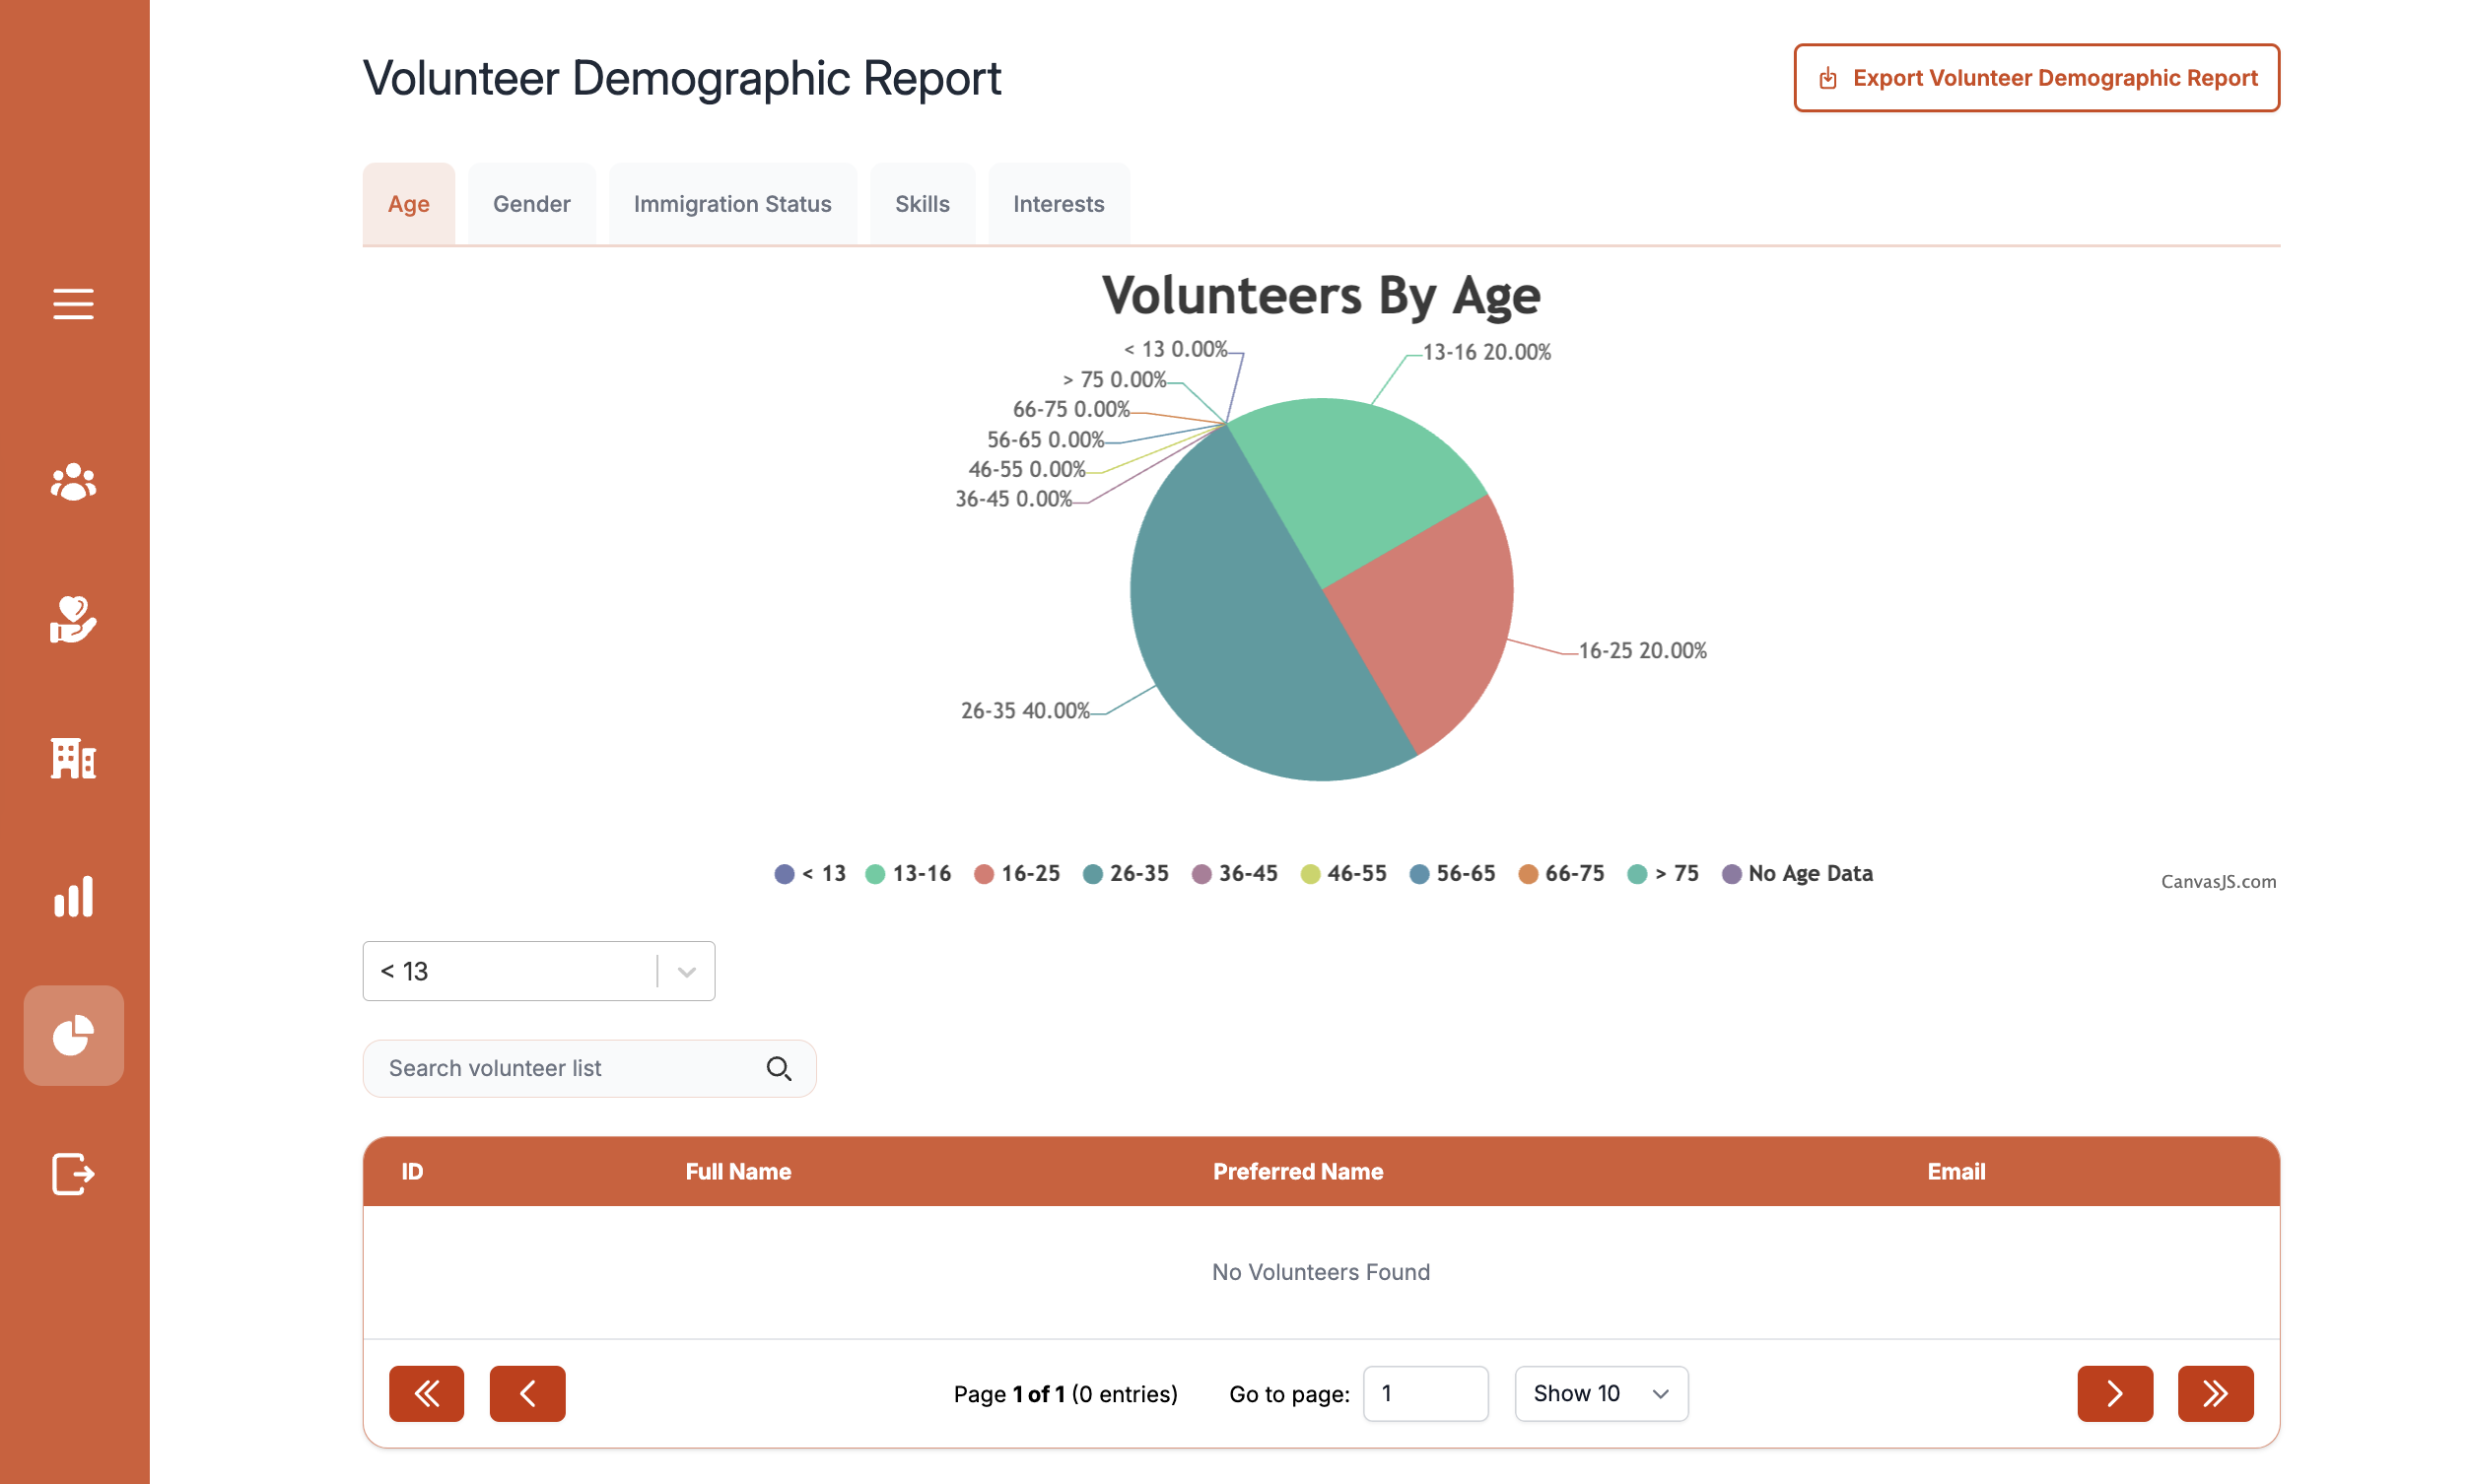 Volunteer Demographic Report
Export Volunteer Demographic Report
Age
Gender
Immigration Status
Skills
Interests
Volunteers By Age
< 13 0.00%
13-16 20.00%
> 75 0.00%
66-75 0.00%
56-65 0.00%
46-55 0.00%
36-45 0.00%
16-25 20.00%
26-35 40.00%
< 13
13-16
16-25
26-35
36-45
46-55
56-65
66-75
> 75
No Age Data
CanvasJS.com
< 13
Search volunteer list
ID
Full Name
Preferred Name
Email
No Volunteers Found
Page 1 of 1 (0 entries)
Go to page:
1
Show 10